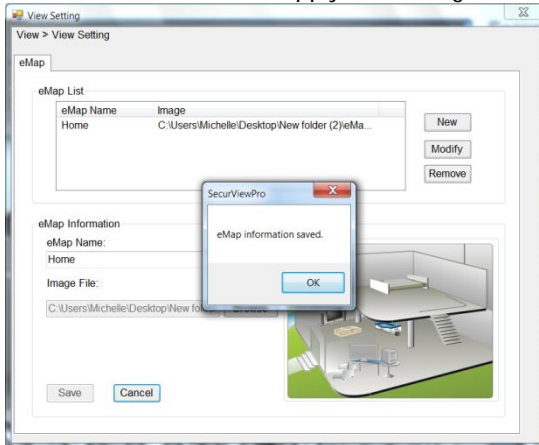 View Setting
View > View Setting
eMap
eMap List
eMap Name Image
Home C:\Users\Michelle\Desktop\New folder (2)\eMa...
New
Modify
Remove
SecurViewPro
eMap information saved.
OK
eMap Information
eMap Name:
Home
Image File:
C:\Users\Michelle\Desktop\New fol
Save Cancel